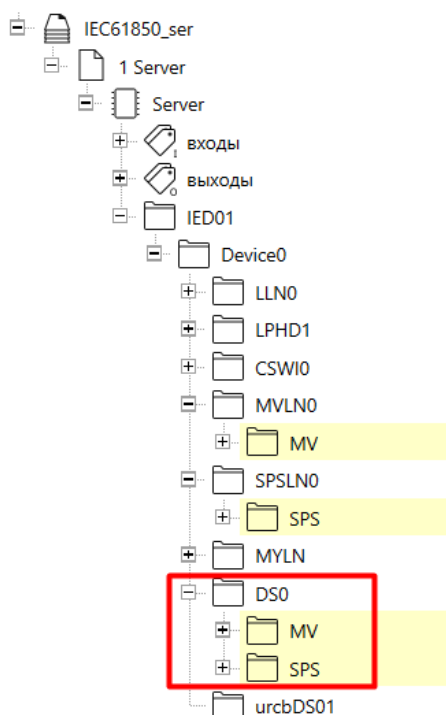 IEC61850_ser
1 Server
Server
входы
выходы
IED01
Device0
LLN0
LPHD1
CSWI0
MVLN0
MV
SPSLN0
SPS
MYLN
DS0
MV
SPS
urcbDS01